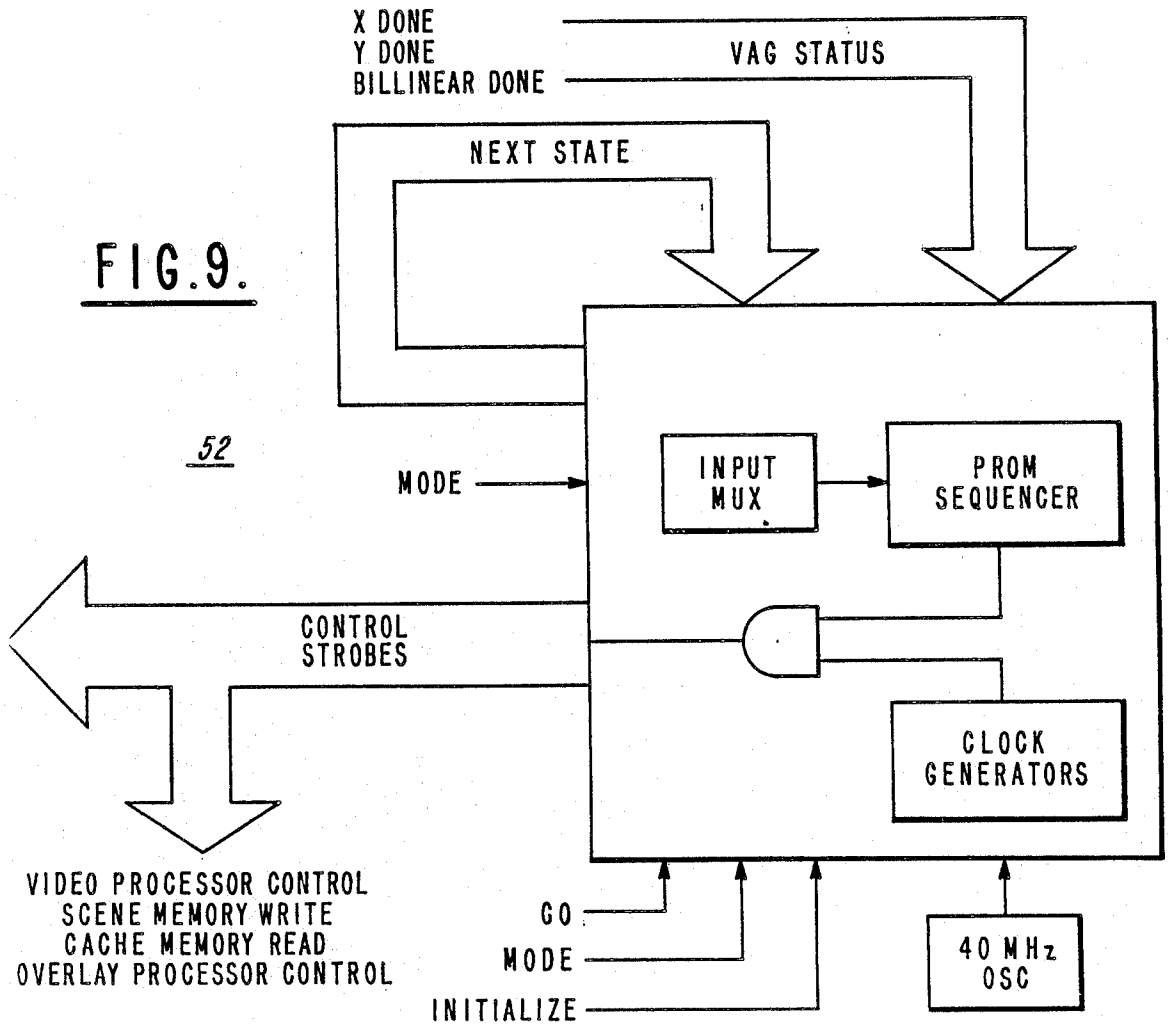 X DONE
Y DONE
BILLINEAR DONE
VAG STATUS
NEXT STATE
FIG.9.
52
MODE
INPUT
MUX
PROM
SEQUENCER
CONTROL
STROBES
CLOCK
GENERATORS
VIDEO PROCESSOR CONTROL
SCENE MEMORY WRITE
CACHE MEMORY READ
OVERLAY PROCESSOR CONTROL
GO
MODE
INITIALIZE
40 MHz
OSC